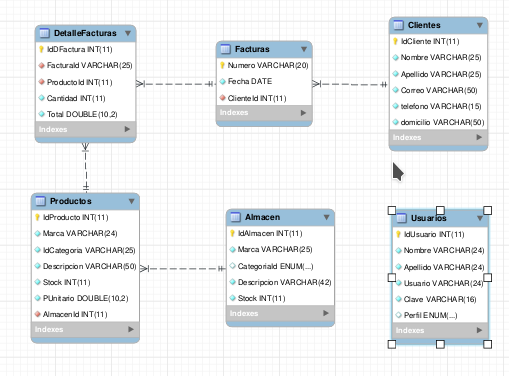 DetalleFacturas
IdDFactura INT(11)
FacturaId VARCHAR(25)
ProductoId INT(11)
Cantidad INT(11)
Total DOUBLE(10,2)
Indexes
Facturas
Numero VARCHAR(20)
Fecha DATE
ClienteId INT(11)
Indexes
Clientes
IdCliente INT(11)
Nombre VARCHAR(25)
Apellido VARCHAR(25)
Correo VARCHAR(50)
telefono VARCHAR(15)
domicilio VARCHAR(50)
Indexes
Productos
IdProducto INT(11)
Marca VARCHAR(24)
IdCategoria VARCHAR(25)
Descripcion VARCHAR(50)
Stock INT(11)
PUnitario DOUBLE(10,2)
AlmacenId INT(11)
Indexes
Almacen
IdAlmacen INT(11)
Marca VARCHAR(25)
CategoriaId ENUM(...)
Descripcion VARCHAR(42)
Stock INT(11)
Indexes
Usuarios
IdUsuario INT(11)
Nombre VARCHAR(24)
Apellido VARCHAR(24)
Usuario VARCHAR(24)
Clave VARCHAR(16)
Perfil ENUM(...)
Indexes